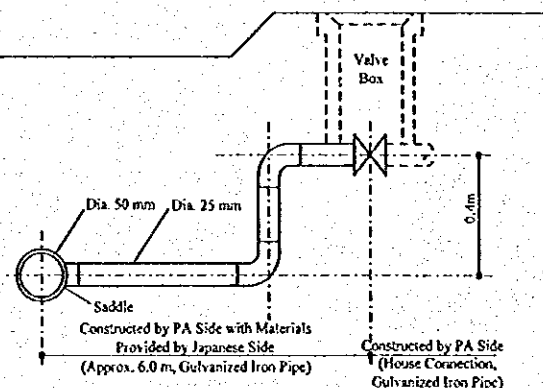 Valve
Box
Dia. 50 mm
Dia. 25 mm
0.4m
Saddle
Constructed by PA Side with Materials
Provided by Japanese Side
(Approx. 6.0 m, Gulvanized Iron Pipe)
Constructed by PA Side
(House Connection,
Gulvanized Iron Pipe)